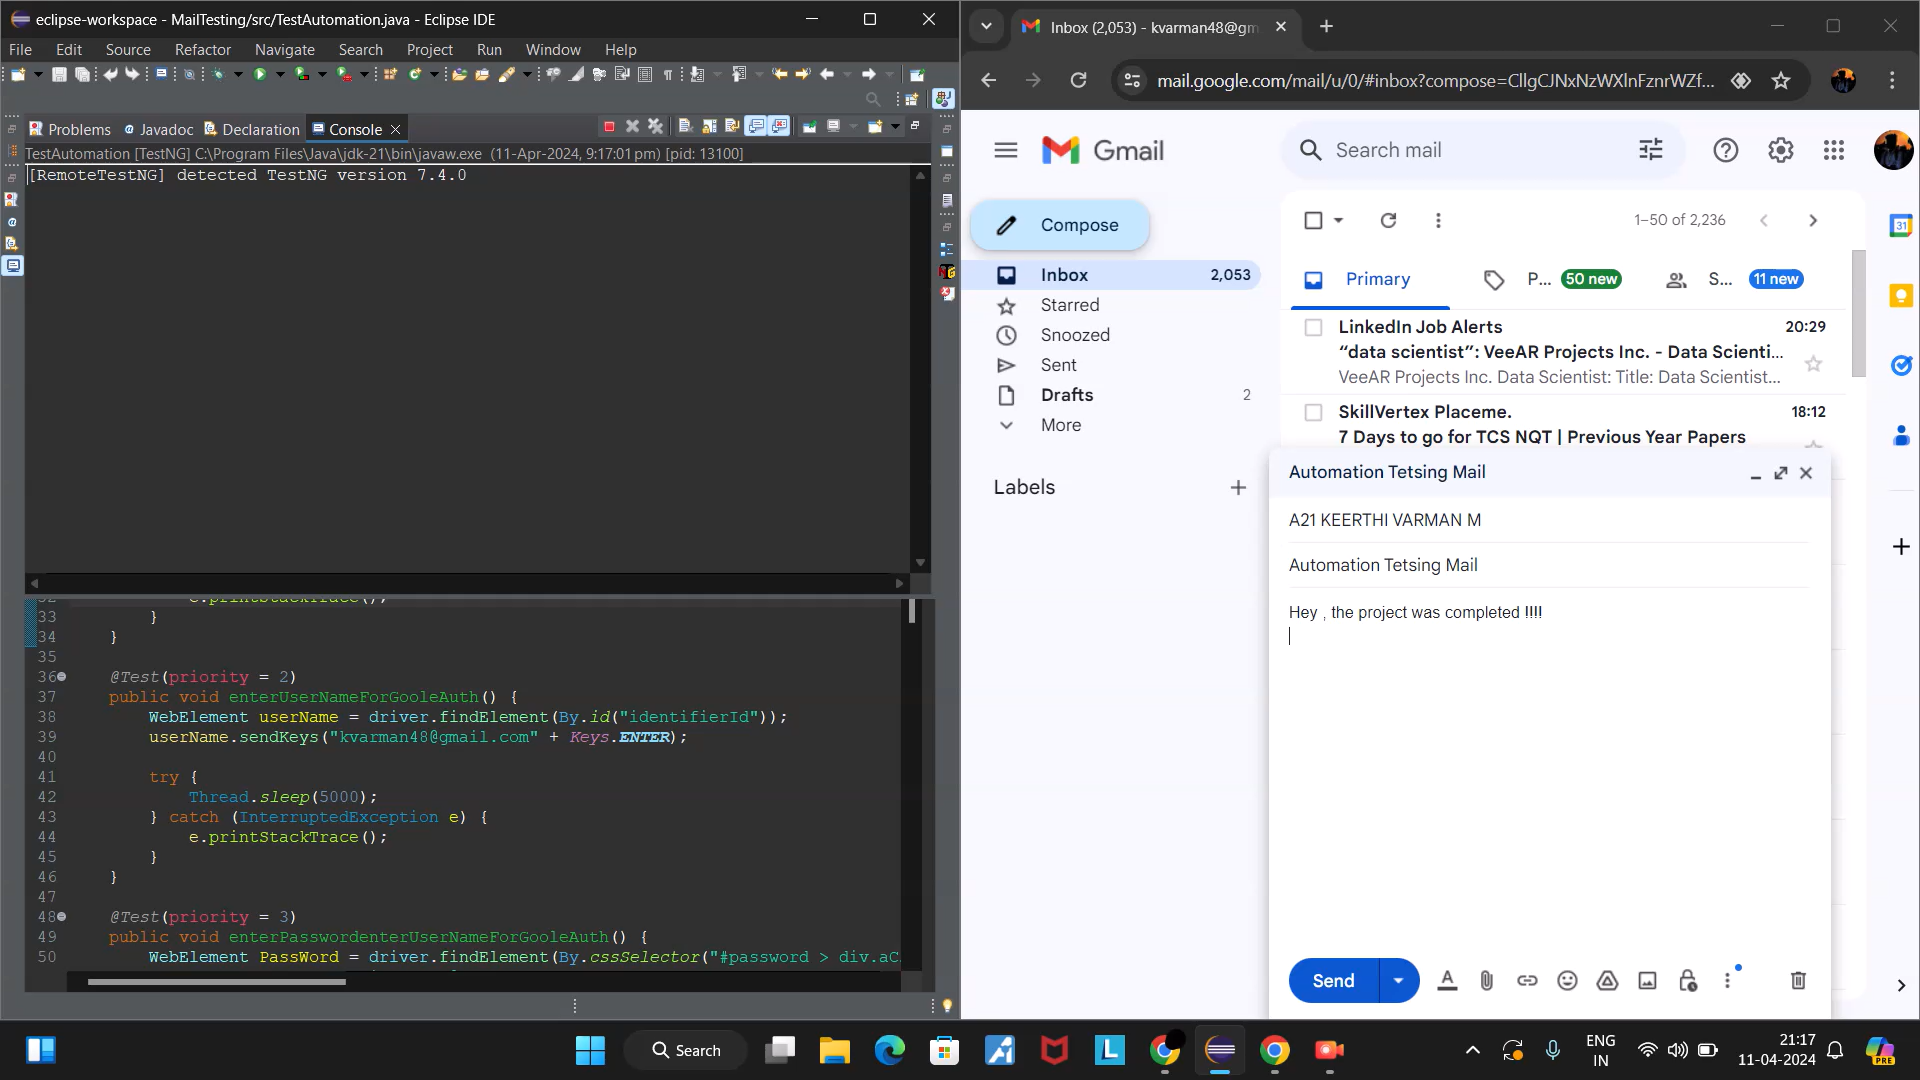 eclipse-workspace - MailTesting/src/TestAutomation.java - Eclipse IDE
File Edit Source Refactor Navigate Search Project Run Window Help
Problems Javadoc Declaration Console
TestAutomation [TestNG] C:\Program Files\Java\jdk-21\bin\javaw.exe (11-Apr-2024, 9:17:01 pm) [pid: 13100]
[RemoteTestNG] detected TestNG version 7.4.0
32 e.printStackTrace();
33 }
34 }
35
36 @Test(priority = 2)
37 public void enterUserNameForGooleAuth() {
38 WebElement userName = driver.findElement(By.id("identifierId"));
39 userName.sendKeys("kvarman48@gmail.com" + Keys.ENTER);
40
41 try {
42 Thread.sleep(5000);
43 } catch (InterruptedException e) {
44 e.printStackTrace();
45 }
46 }
47
48 @Test(priority = 3)
49 public void enterPasswordenterUserNameForGooleAuth() {
50 WebElement PassWord = driver.findElement(By.cssSelector("#password > div.aC
Inbox (2,053) - kvarman48@gm
mail.google.com/mail/u/0/#inbox?compose=CllgCJNxNzWXlnFznrWZf...
Gmail
Search mail
Compose
1–50 of 2,236
Inbox 2,053
Starred
Snoozed
Sent
Drafts 2
More
Labels
Primary P... 50 new S... 11 new
31
LinkedIn Job Alerts 20:29
“data scientist”: VeeAR Projects Inc. - Data Scienti...
VeeAR Projects Inc. Data Scientist: Title: Data Scientist...
SkillVertex Placeme. 18:12
7 Days to go for TCS NQT | Previous Year Papers
Automation Tetsing Mail
A21 KEERTHI VARMAN M
Automation Tetsing Mail
Hey , the project was completed !!!!
Send
Search
ENG
IN
21:17
11-04-2024
PRE